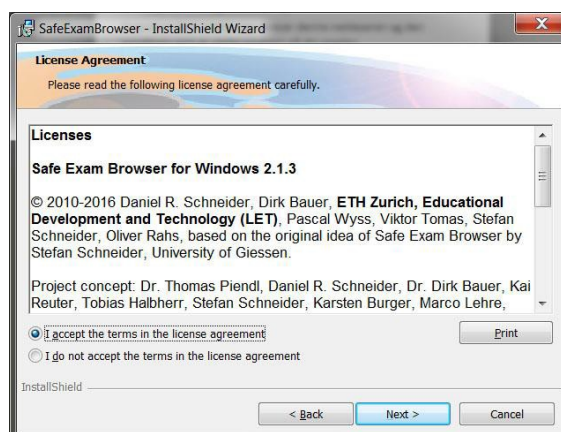 SafeExamBrowser - InstallShield Wizard
License Agreement
Please read the following license agreement carefully.
Licenses
Safe Exam Browser for Windows 2.1.3
© 2010-2016 Daniel R. Schneider, Dirk Bauer, ETH Zurich, Educational
Development and Technology (LET), Pascal Wyss, Viktor Tomas, Stefan
Schneider, Oliver Rahs, based on the original idea of Safe Exam Browser by
Stefan Schneider, University of Giessen.
Project concept: Dr. Thomas Piendl, Daniel R. Schneider, Dr. Dirk Bauer, Kai
Reuter, Tobias Halbherr, Stefan Schneider, Karsten Burger, Marco Lehre,
I accept the terms in the license agreement
Print
I do not accept the terms in the license agreement
InstallShield
< Back Next > Cancel